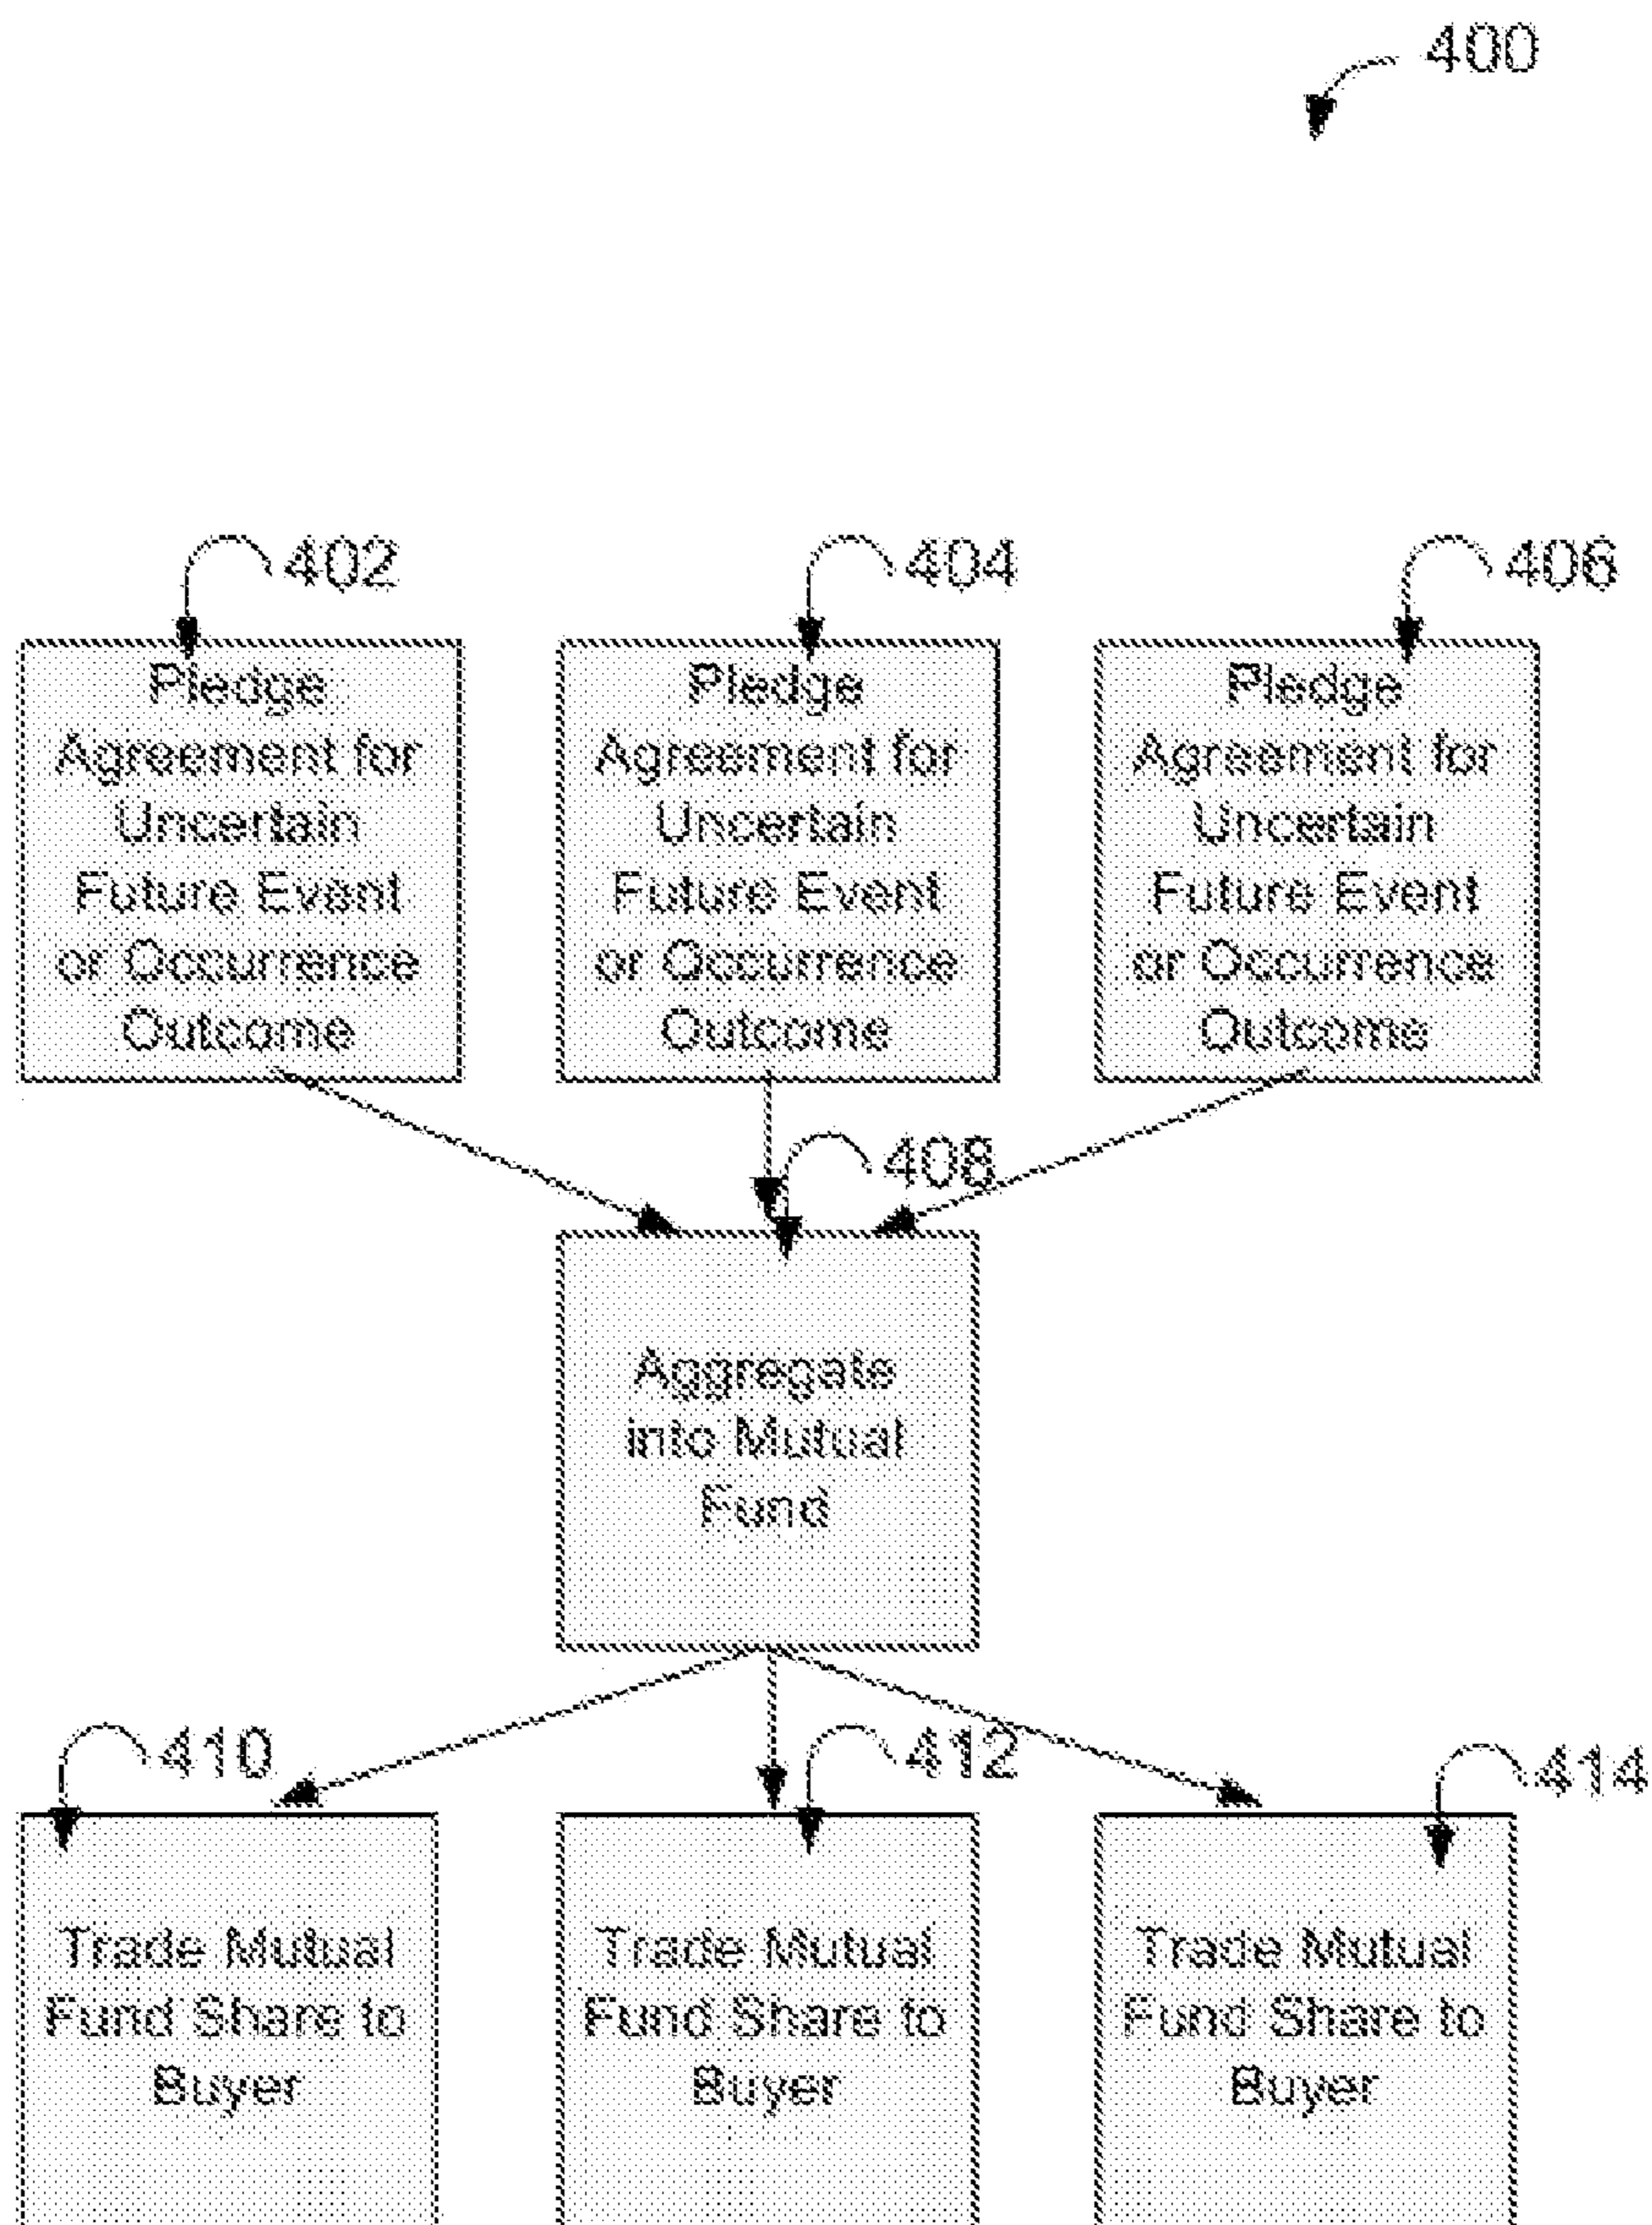 400
402
404
406
Pledge
Agreement for
Uncertain
Future Event
or Occurrence
Outcome
Pledge
Agreement for
Uncertain
Future Event
or Occurrence
Outcome
Pledge
Agreement for
Uncertain
Future Event
or Occurrence
Outcome
408
Aggregate
into Mutual
Fund
410
412
414
Trade Mutual
Fund Share to
Buyer
Trade Mutual
Fund Share to
Buyer
Trade Mutual
Fund Share to
Buyer